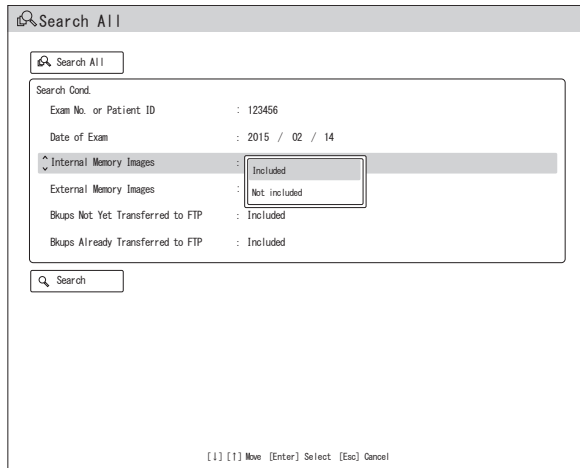 Search All
Search All
Search Cond.
Exam No. or Patient ID : 123456
Date of Exam : 2015 / 02 / 14
Internal Memory Images : Included
Not included
External Memory Images :
Bkups Not Yet Transferred to FTP : Included
Bkups Already Transferred to FTP : Included
Search
[↓] [↑] Move [Enter] Select [Esc] Cancel